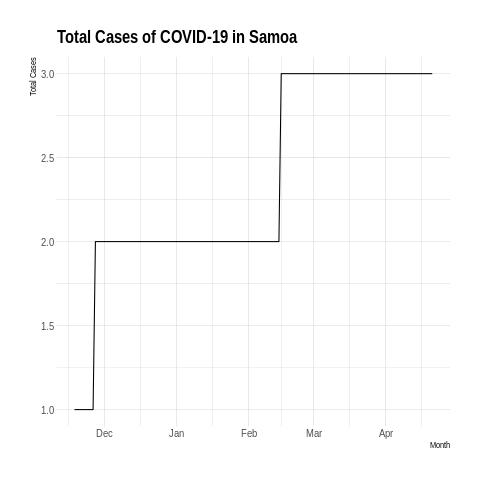 Total Cases of COVID-19 in Samoa
Total Cases
3.0
2.5
2.0
1.5
1.0
Dec Jan Feb Mar Apr
Month